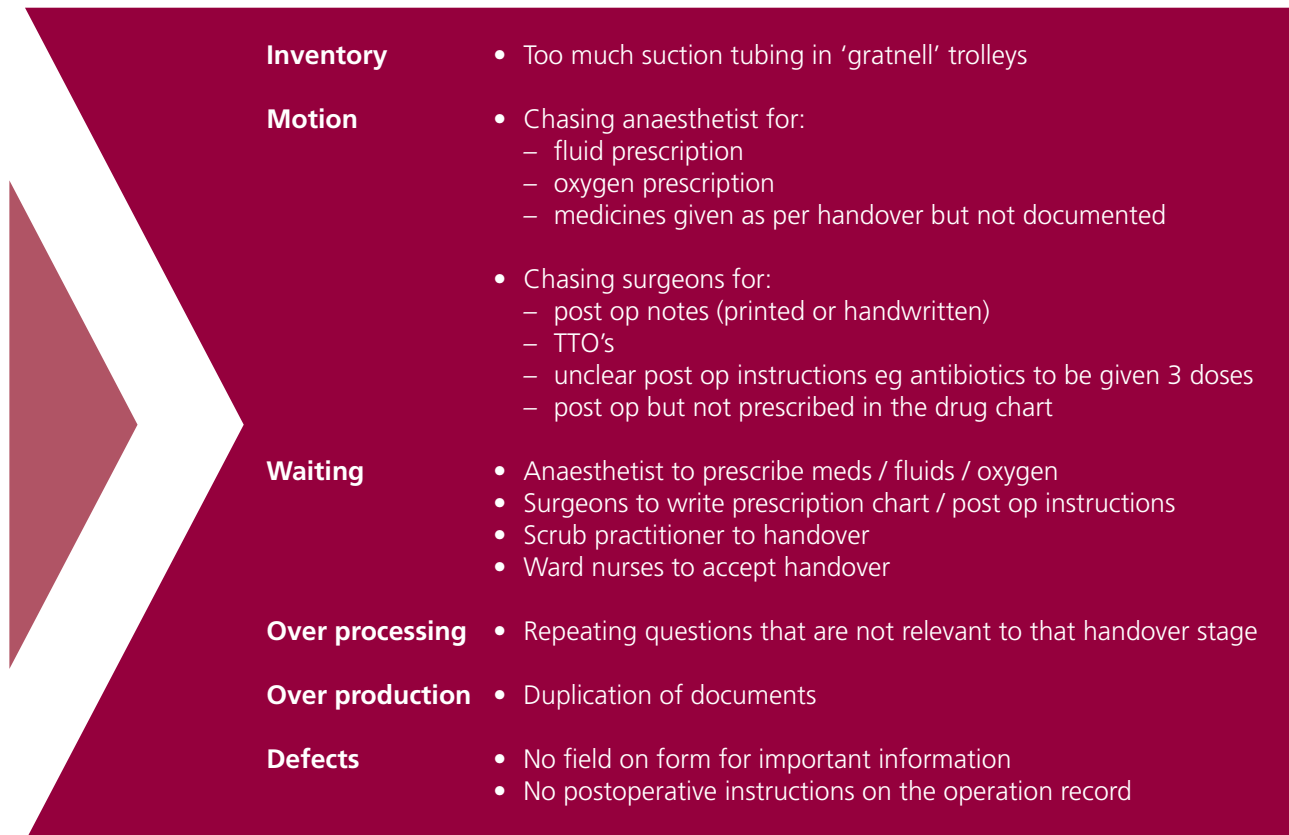 Inventory • Too much suction tubing in 'gratnell' trolleys
Motion • Chasing anaesthetist for:
– fluid prescription
– oxygen prescription
– medicines given as per handover but not documented
• Chasing surgeons for:
– post op notes (printed or handwritten)
– TTO's
– unclear post op instructions eg antibiotics to be given 3 doses
– post op but not prescribed in the drug chart
Waiting • Anaesthetist to prescribe meds / fluids / oxygen
• Surgeons to write prescription chart / post op instructions
• Scrub practitioner to handover
• Ward nurses to accept handover
Over processing • Repeating questions that are not relevant to that handover stage
Over production • Duplication of documents
Defects • No field on form for important information
• No postoperative instructions on the operation record